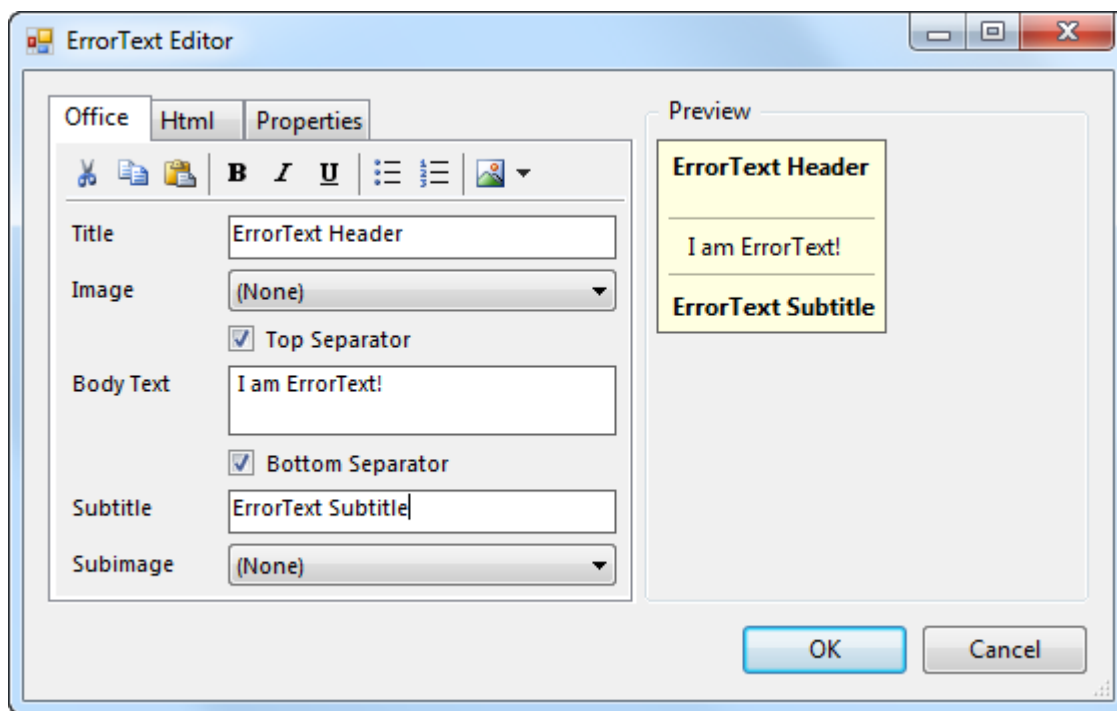 ErrorText Editor
Office Html Properties
B I U
Title ErrorText Header
Image (None)
Top Separator
Body Text I am ErrorText!
Bottom Separator
Subtitle ErrorText Subtitle
Subimage (None)
Preview
ErrorText Header
I am ErrorText!
ErrorText Subtitle
OK Cancel